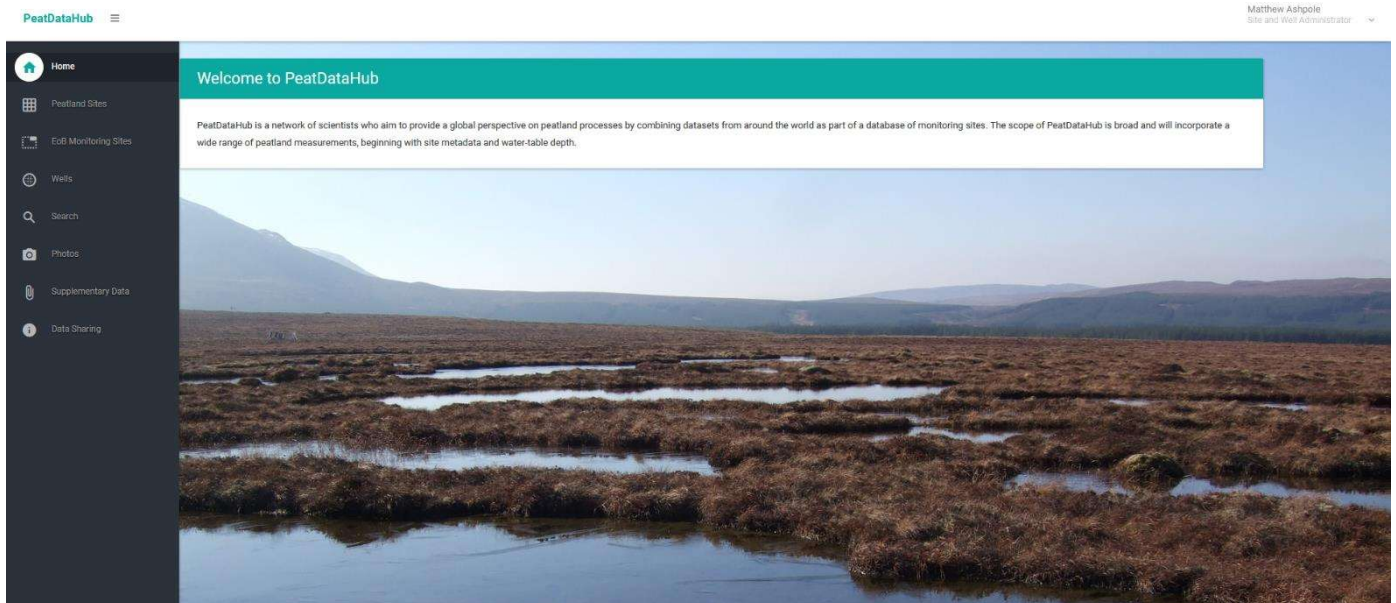 PeatDataHub
Matthew Ashpole
Site and Well Administrator
Home
Peatland Sites
EoB Monitoring Sites
Wells
Search
Photos
Supplementary Data
Data Sharing
Welcome to PeatDataHub
PeatDataHub is a network of scientists who aim to provide a global perspective on peatland processes by combining datasets from around the world as part of a database of monitoring sites. The scope of PeatDataHub is broad and will incorporate a
wide range of peatland measurements, beginning with site metadata and water-table depth.